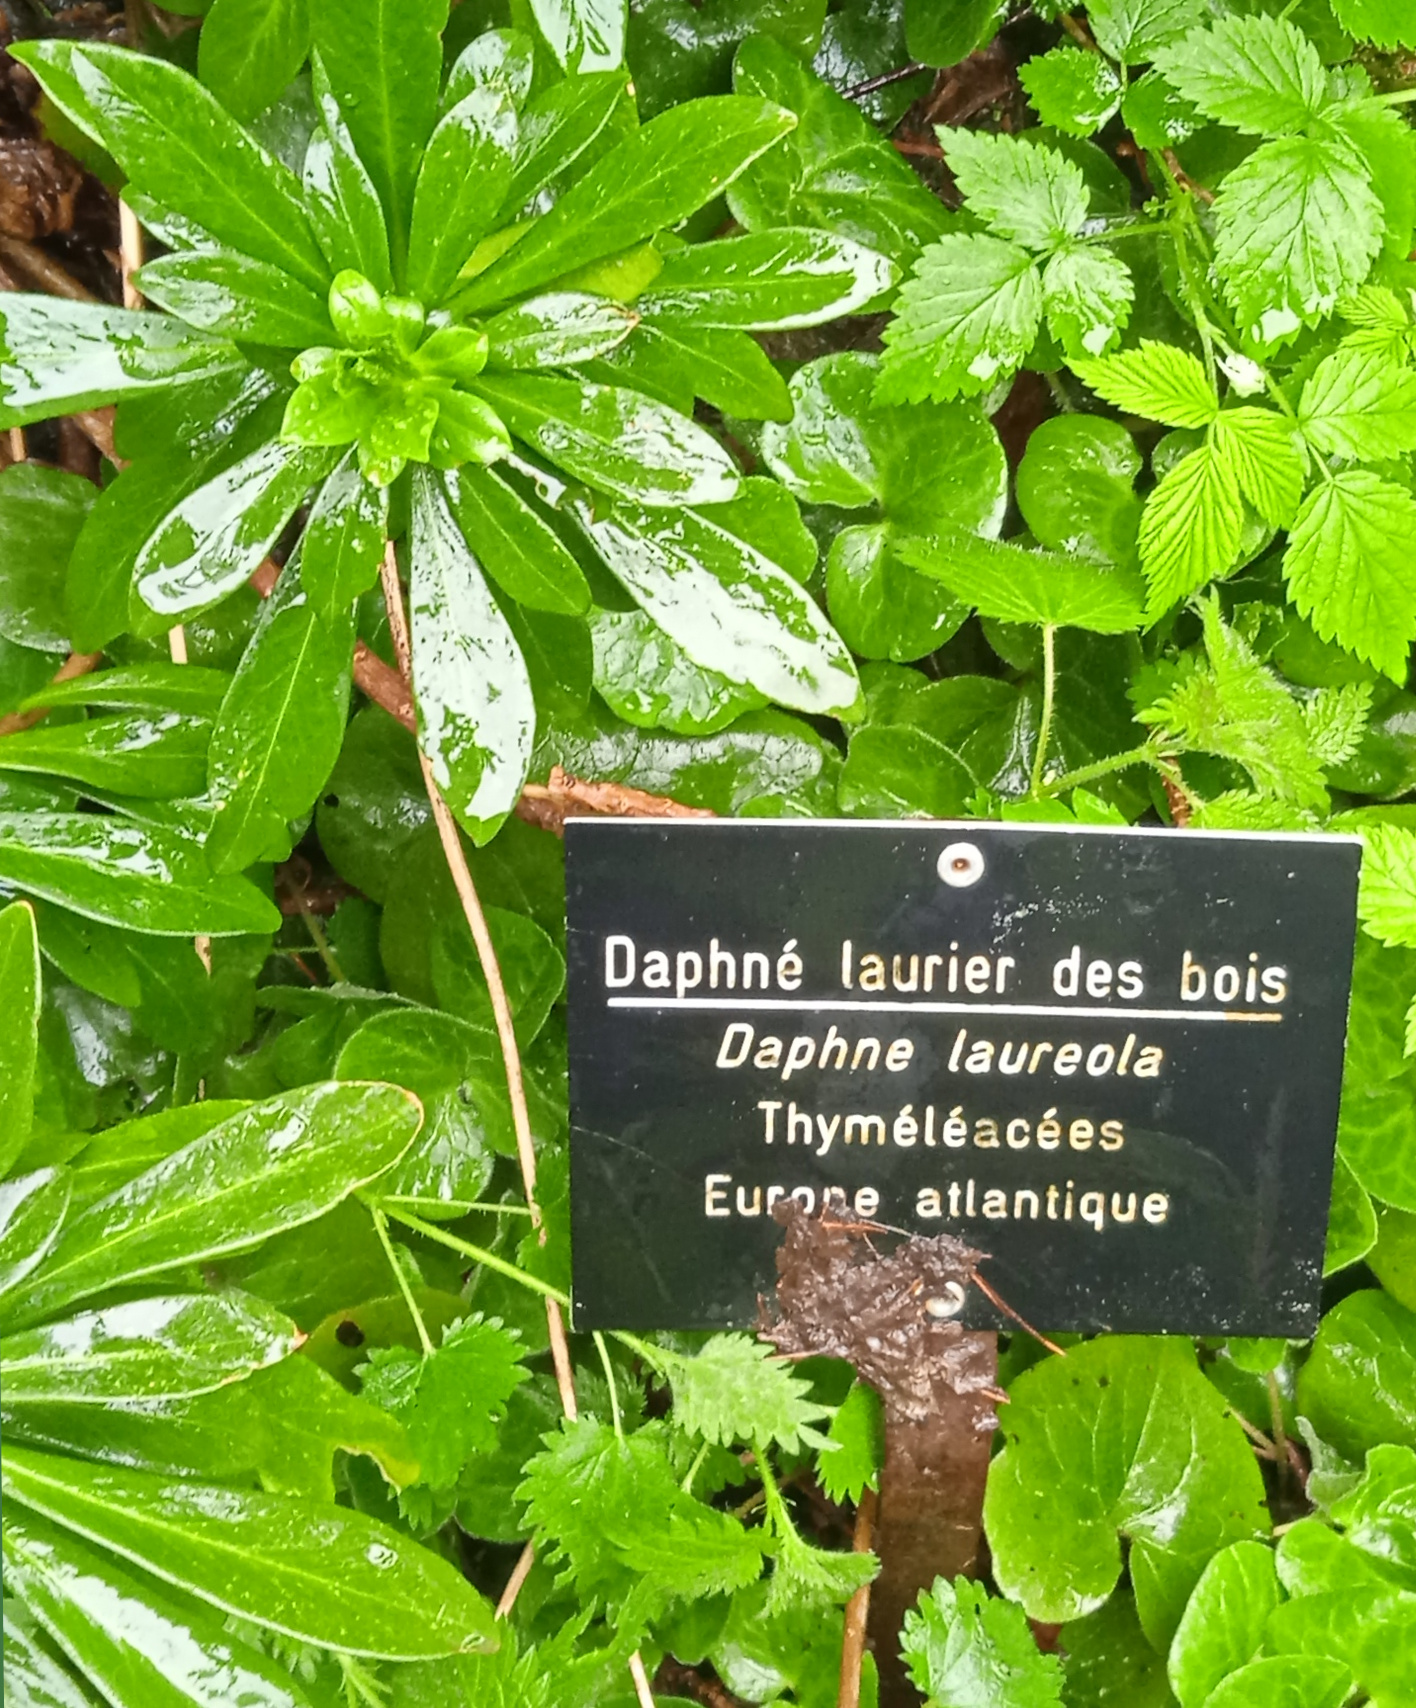 Daphné laurier des bois
Daphne laureola
Thyméléacées
Europe atlantique